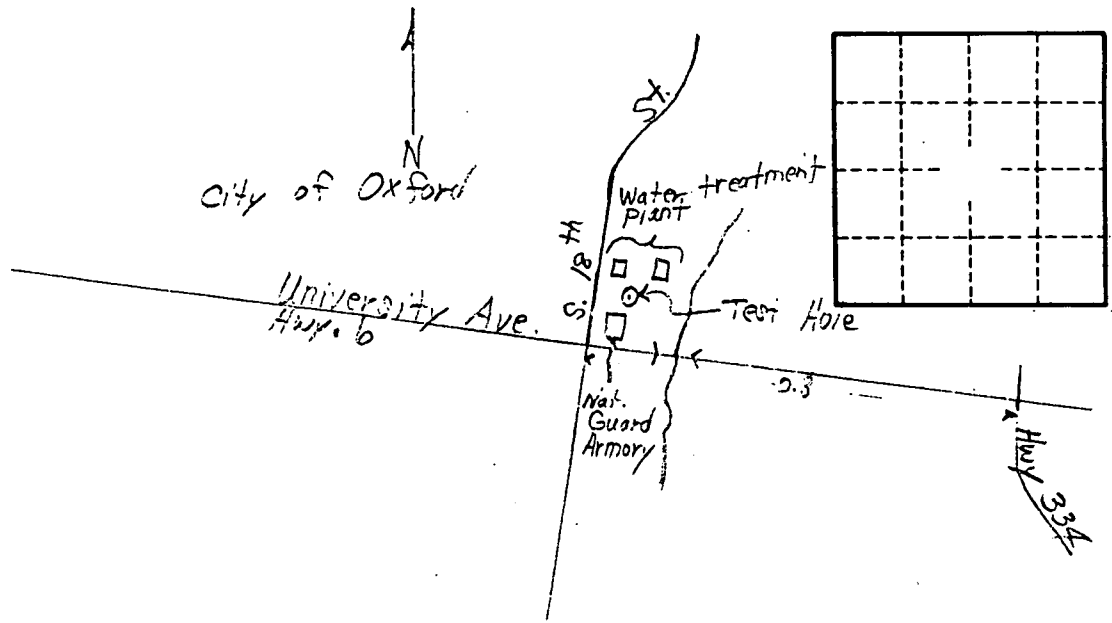 N
City of Oxford
S. 18th St.
Water treatment
Plant
University Ave.
Hwy. 6
Test Hole
Nat.
Guard
Armory
Hwy 334